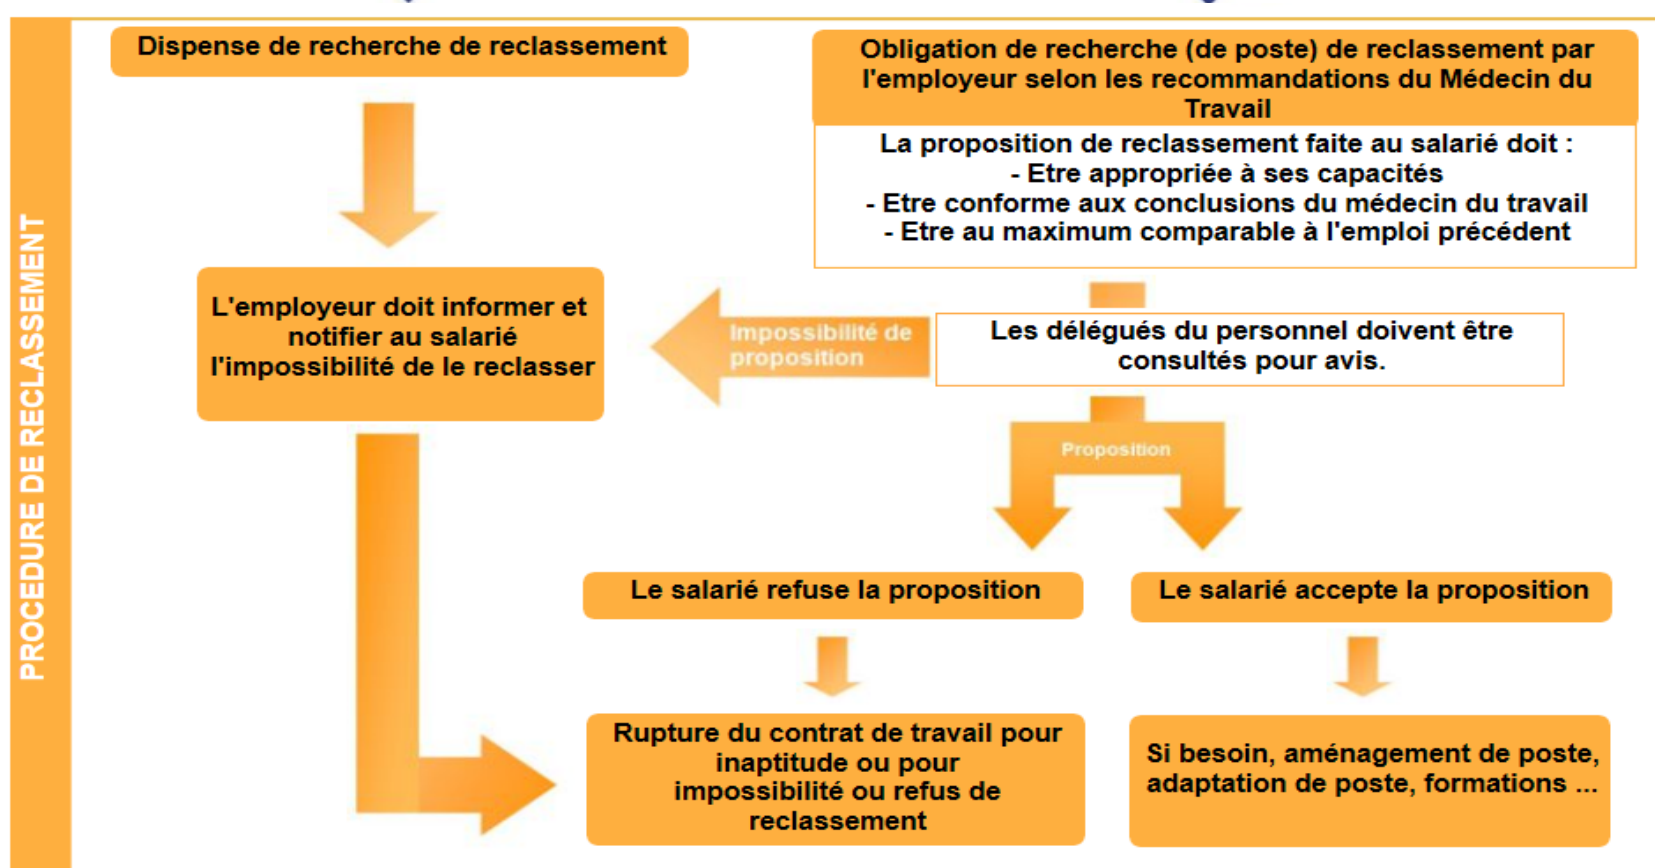 PROCEDURE DE RECLASSEMENT
Dispense de recherche de reclassement
Obligation de recherche (de poste) de reclassement par
l'employeur selon les recommandations du Médecin du
Travail
La proposition de reclassement faite au salarié doit :
- Etre appropriée à ses capacités
- Etre conforme aux conclusions du médecin du travail
- Etre au maximum comparable à l'emploi précédent
L'employeur doit informer et
notifier au salarié
l'impossibilité de le reclasser
Impossibilité de
proposition
Les délégués du personnel doivent être
consultés pour avis.
Proposition
Le salarié refuse la proposition
Le salarié accepte la proposition
Rupture du contrat de travail pour
inaptitude ou pour
impossibilité ou refus de
reclassement
Si besoin, aménagement de poste,
adaptation de poste, formations ...